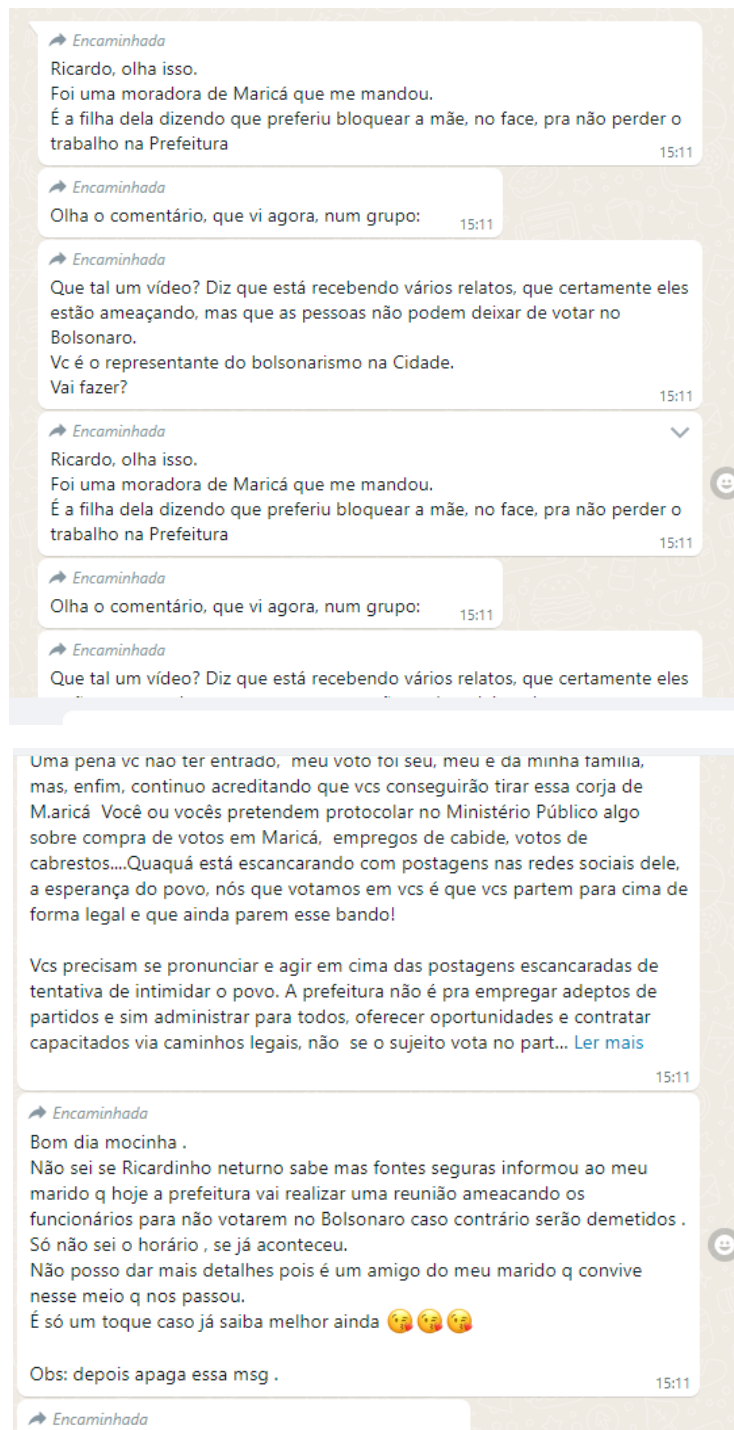 Encaminhada
Ricardo, olha isso.
Foi uma moradora de Maricá que me mandou.
É a filha dela dizendo que preferiu bloquear a mãe, no face, pra não perder o
trabalho na Prefeitura
15:11
Encaminhada
Olha o comentário, que vi agora, num grupo:
15:11
Encaminhada
Que tal um vídeo? Diz que está recebendo vários relatos, que certamente eles
estão ameaçando, mas que as pessoas não podem deixar de votar no
Bolsonaro.
Vc é o representante do bolsonarismo na Cidade.
Vai fazer?
15:11
Encaminhada
Ricardo, olha isso.
Foi uma moradora de Maricá que me mandou.
É a filha dela dizendo que preferiu bloquear a mãe, no face, pra não perder o
trabalho na Prefeitura
15:11
Encaminhada
Olha o comentário, que vi agora, num grupo:
15:11
Encaminhada
Que tal um vídeo? Diz que está recebendo vários relatos, que certamente eles
Uma pena vc não ter entrado, meu voto foi seu, meu e da minha família,
mas, enfim, continuo acreditando que vcs conseguirão tirar essa corja de
M.aricá Você ou vocês pretendem protocolar no Ministério Público algo
sobre compra de votos em Maricá, empregos de cabide, votos de
cabrestos....Quaquá está escancarando com postagens nas redes sociais dele,
a esperança do povo, nós que votamos em vcs é que vcs partem para cima de
forma legal e que ainda parem esse bando!
Vcs precisam se pronunciar e agir em cima das postagens escancaradas de
tentativa de intimidar o povo. A prefeitura não é pra empregar adeptos de
partidos e sim administrar para todos, oferecer oportunidades e contratar
capacitados via caminhos legais, não se o sujeito vota no part... Ler mais
15:11
Encaminhada
Bom dia mocinha .
Não sei se Ricardinho neturno sabe mas fontes seguras informou ao meu
marido q hoje a prefeitura vai realizar uma reunião ameacando os
funcionários para não votarem no Bolsonaro caso contrário serão demetidos .
Só não sei o horário , se já aconteceu.
Não posso dar mais detalhes pois é um amigo do meu marido q convive
nesse meio q nos passou.
É só um toque caso já saiba melhor ainda 😘😘😘
Obs: depois apaga essa msg .
15:11
Encaminhada